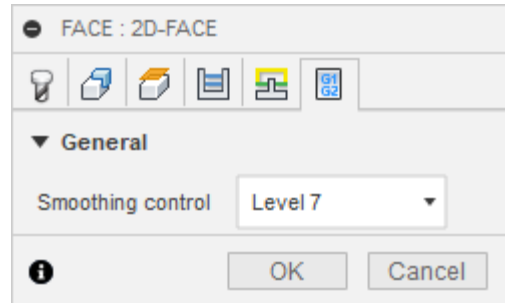 FACE : 2D-FACE
G1
G2
General
Smoothing control Level 7
OK Cancel